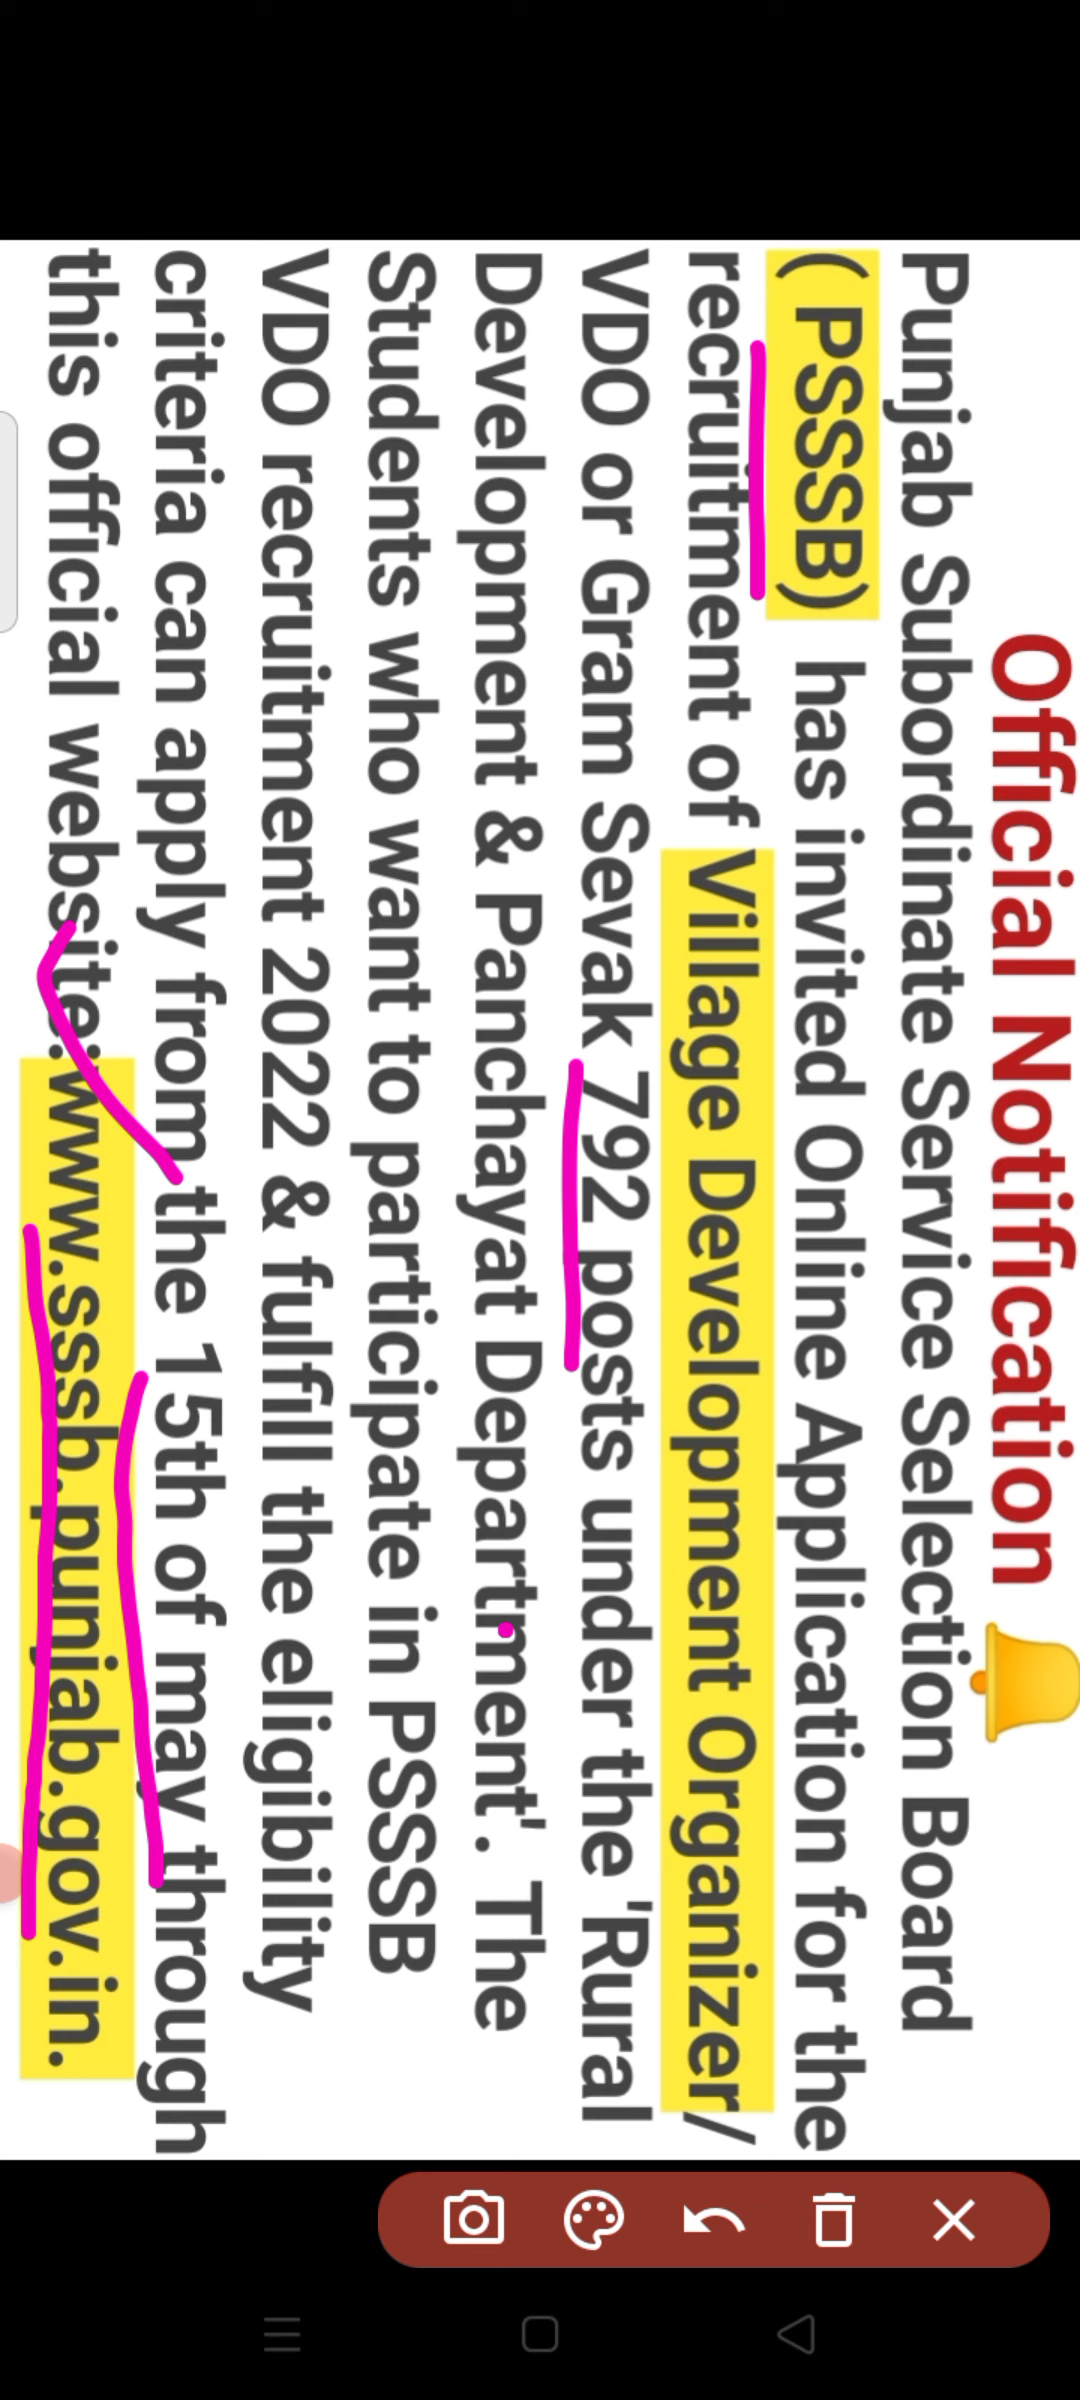 Official Notification
Punjab Subordinate Service Selection Board
( PSSSB) has invited Online Application for the
recruitment of Village Development Organizer/
VDO or Gram Sevak 792 posts under the 'Rural
Development & Panchayat Department'. The
Students who want to participate in PSSSB
VDO recruitment 2022 & fulfill the eligibility
criteria can apply from the 15th of may through
this official website:www.sssb.punjab.gov.in.